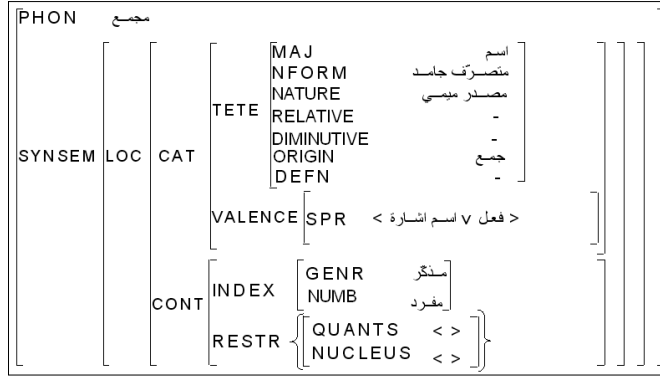 PHON مجمع
MAJ اسم
NFORM متصرّف جامد
NATURE مصدر ميمي
TETE RELATIVE -
DIMINUTIVE -
SYNSEM LOC CAT ORIGIN جمع
DEFN -
VALENCE SPR < فعل v اسم اشارة >
GENR مذكّر
CONT INDEX NUMB مفرد
RESTR QUANTS < >
NUCLEUS < >